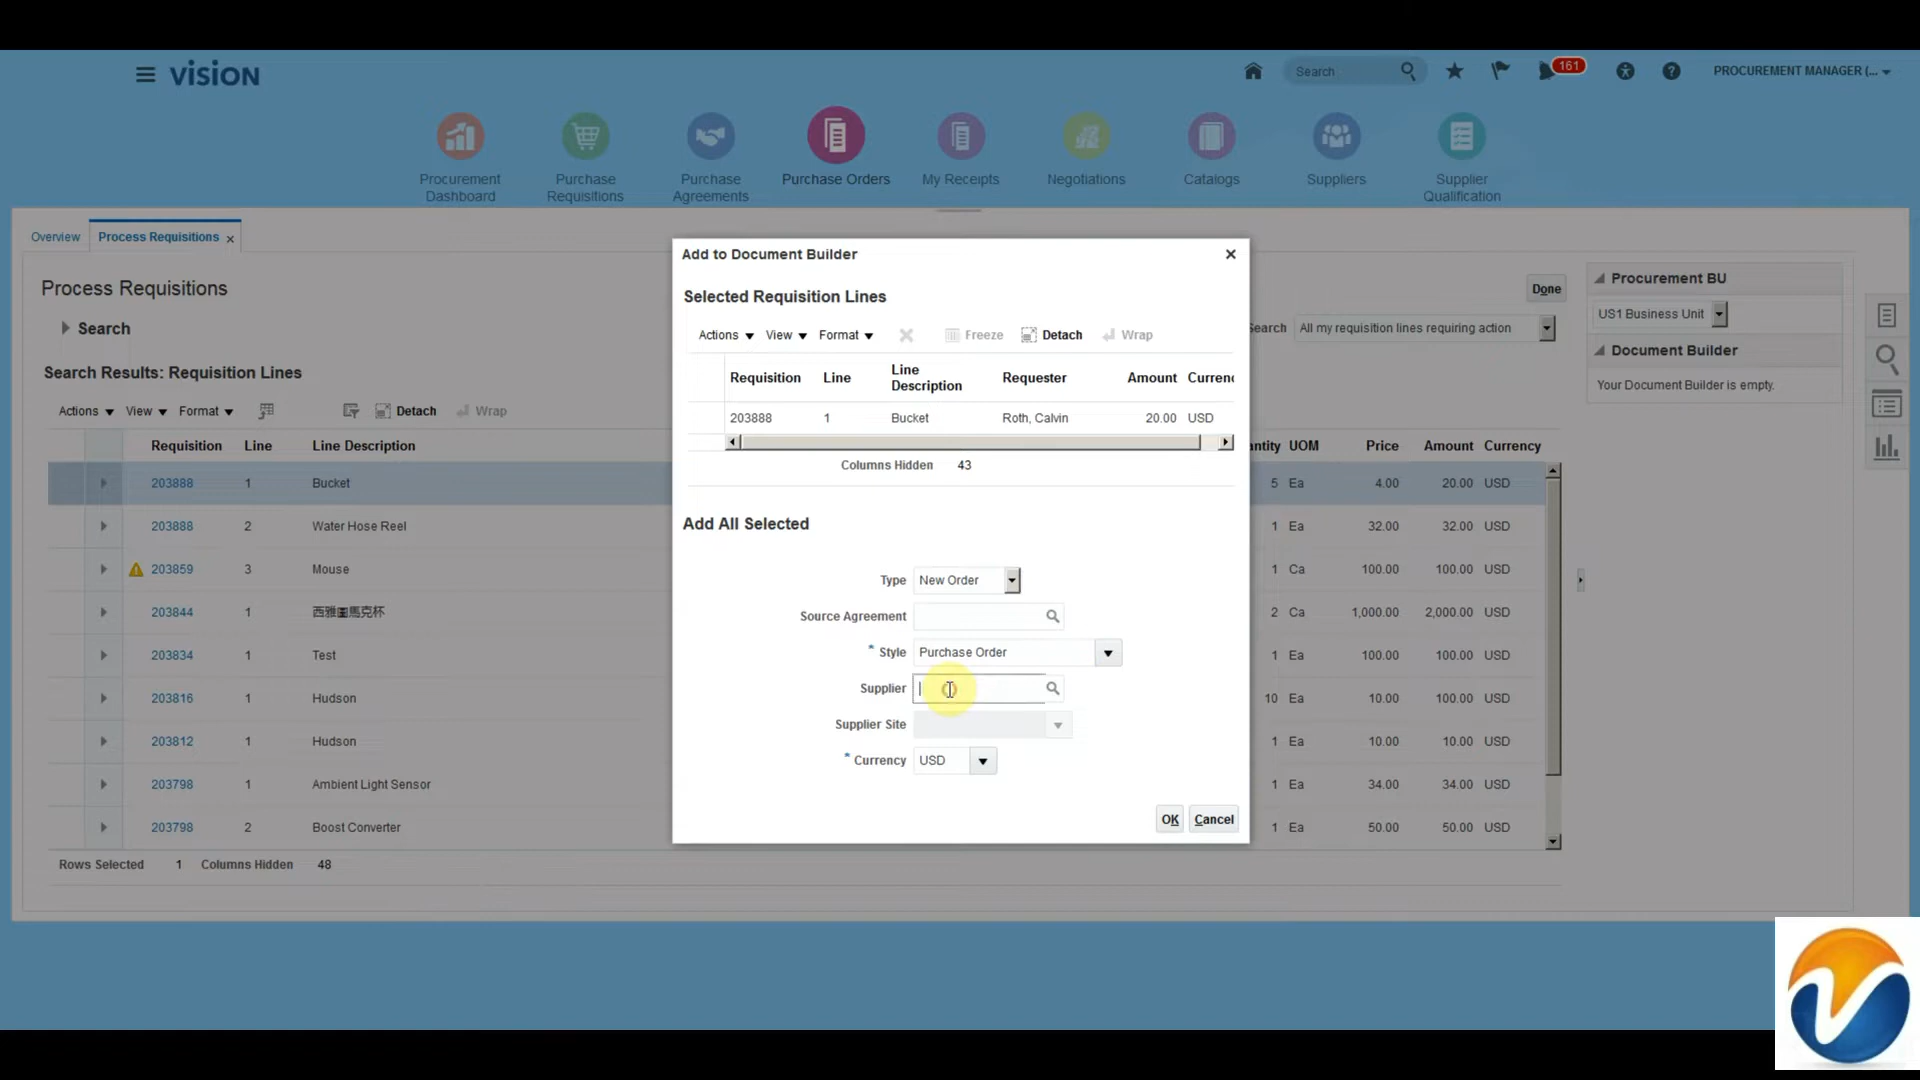 vision
Search
161
PROCUREMENT MANAGER (...
Procurement Dashboard
Purchase Requisitions
Purchase Agreements
Purchase Orders
My Receipts
Negotiations
Catalogs
Suppliers
Supplier Qualification
Overview
Process Requisitions
Process Requisitions
Done
Search
Search All my requisition lines requiring action
Search Results: Requisition Lines
Actions View Format Detach Wrap
Requisition Line Line Description
ntity UOM Price Amount Currency
203888 1 Bucket 5 Ea 4.00 20.00 USD
203888 2 Water Hose Reel 1 Ea 32.00 32.00 USD
203859 3 Mouse 1 Ca 100.00 100.00 USD
203844 1 西雅圖馬克杯 2 Ca 1,000.00 2,000.00 USD
203834 1 Test 1 Ea 100.00 100.00 USD
203816 1 Hudson 10 Ea 10.00 100.00 USD
203812 1 Hudson 1 Ea 10.00 10.00 USD
203798 1 Ambient Light Sensor 1 Ea 34.00 34.00 USD
203798 2 Boost Converter 1 Ea 50.00 50.00 USD
Rows Selected 1 Columns Hidden 48
Add to Document Builder
Selected Requisition Lines
Actions View Format Freeze Detach Wrap
Requisition Line Line Description Requester Amount Currenc
203888 1 Bucket Roth, Calvin 20.00 USD
Columns Hidden 43
Add All Selected
Type New Order
Source Agreement
* Style Purchase Order
Supplier
Supplier Site
* Currency USD
OK Cancel
Procurement BU
US1 Business Unit
Document Builder
Your Document Builder is empty.